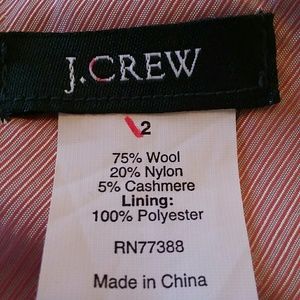 J.CREW
2
75% Wool
20% Nylon
5% Cashmere
Lining:
100% Polyester
RN77388
Made in China